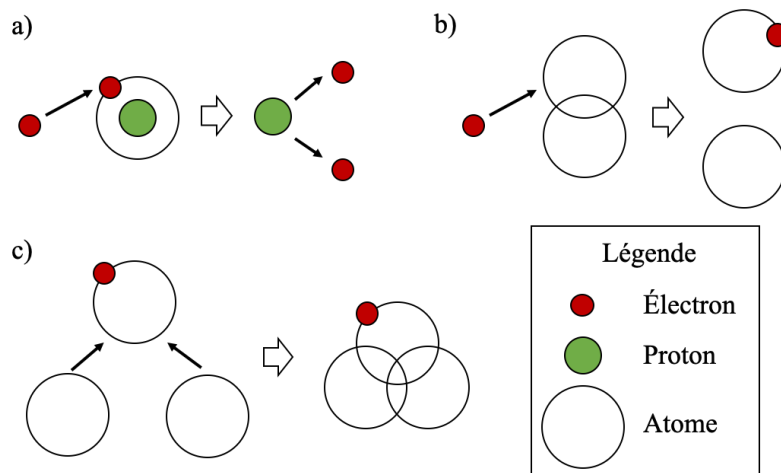 a)
b)
c)
Légende
Électron
Proton
Atome